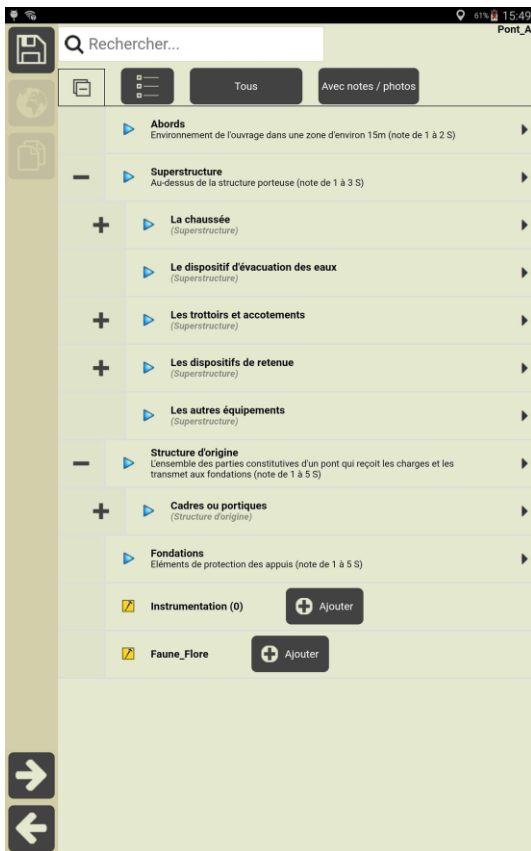 61% 15:49
Pont_A
Rechercher...
Tous
Avec notes / photos
Abords
Environnement de l'ouvrage dans une zone d'environ 15m (note de 1 à 2 S)
Superstructure
Au-dessus de la structure porteuse (note de 1 à 3 S)
La chaussée
(Superstructure)
Le dispositif d'évacuation des eaux
(Superstructure)
Les trottoirs et accotements
(Superstructure)
Les dispositifs de retenue
(Superstructure)
Les autres équipements
(Superstructure)
Structure d'origine
L'ensemble des parties constitutives d'un pont qui reçoit les charges et les
transmet aux fondations (note de 1 à 5 S)
Cadres ou portiques
(Structure d'origine)
Fondations
Eléments de protection des appuis (note de 1 à 5 S)
Instrumentation (0)
Ajouter
Faune_Flore
Ajouter